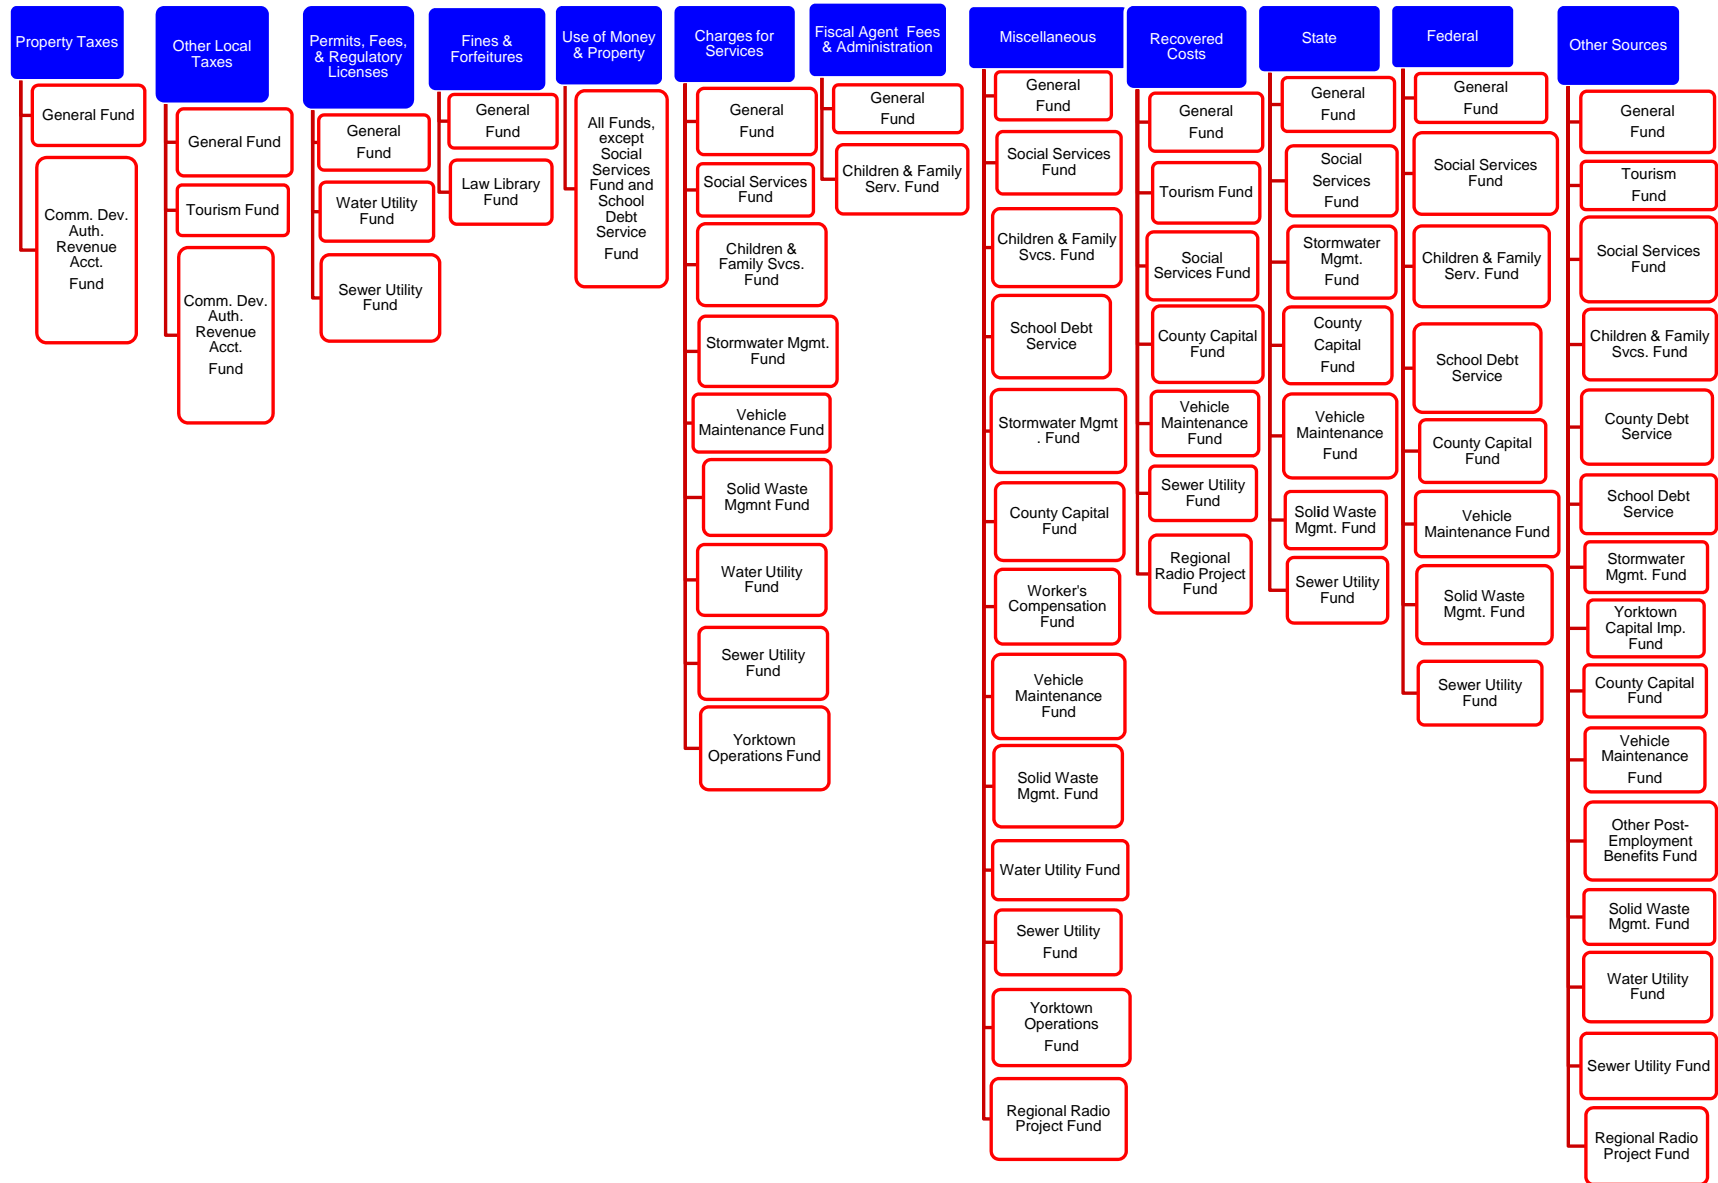 Property Taxes
General Fund
Comm. Dev.
Auth.
Revenue
Acct.
Fund
Other Local
Taxes
General Fund
Tourism Fund
Comm. Dev.
Auth.
Revenue
Acct.
Fund
Permits, Fees,
& Regulatory
Licenses
General
Fund
Water Utility
Fund
Sewer Utility
Fund
Fines &
Forfeitures
General
Fund
Law Library
Fund
Use of Money
& Property
All Funds,
except
Social
Services
Fund and
School
Debt
Service
Fund
Charges for
Services
General
Fund
Social Services
Fund
Children &
Family Svcs.
Fund
Stormwater Mgmt.
Fund
Vehicle
Maintenance Fund
Solid Waste
Mgmnt Fund
Water Utility
Fund
Sewer Utility
Fund
Yorktown
Operations Fund
Fiscal Agent Fees
& Administration
General
Fund
Children & Family
Serv. Fund
Miscellaneous
General
Fund
Social Services
Fund
Children & Family
Svcs. Fund
School Debt
Service
Stormwater Mgmt
. Fund
County Capital
Fund
Worker's
Compensation
Fund
Vehicle
Maintenance
Fund
Solid Waste
Mgmt. Fund
Water Utility Fund
Sewer Utility
Fund
Yorktown
Operations
Fund
Regional Radio
Project Fund
Recovered
Costs
General
Fund
Tourism Fund
Social
Services Fund
County Capital
Fund
Vehicle
Maintenance
Fund
Sewer Utility
Fund
Regional
Radio Project
Fund
State
General
Fund
Social
Services
Fund
Stormwater
Mgmt.
Fund
County
Capital
Fund
Vehicle
Maintenance
Fund
Solid Waste
Mgmt. Fund
Sewer Utility
Fund
Federal
General
Fund
Social Services
Fund
Children & Family
Serv. Fund
School Debt
Service
County Capital
Fund
Vehicle
Maintenance Fund
Solid Waste
Mgmt. Fund
Sewer Utility
Fund
Other Sources
General
Fund
Tourism
Fund
Social Services
Fund
Children & Family
Svcs. Fund
County Debt
Service
School Debt
Service
Stormwater
Mgmt. Fund
Yorktown
Capital Imp.
Fund
County Capital
Fund
Vehicle
Maintenance
Fund
Other Post-
Employment
Benefits Fund
Solid Waste
Mgmt. Fund
Water Utility
Fund
Sewer Utility Fund
Regional Radio
Project Fund